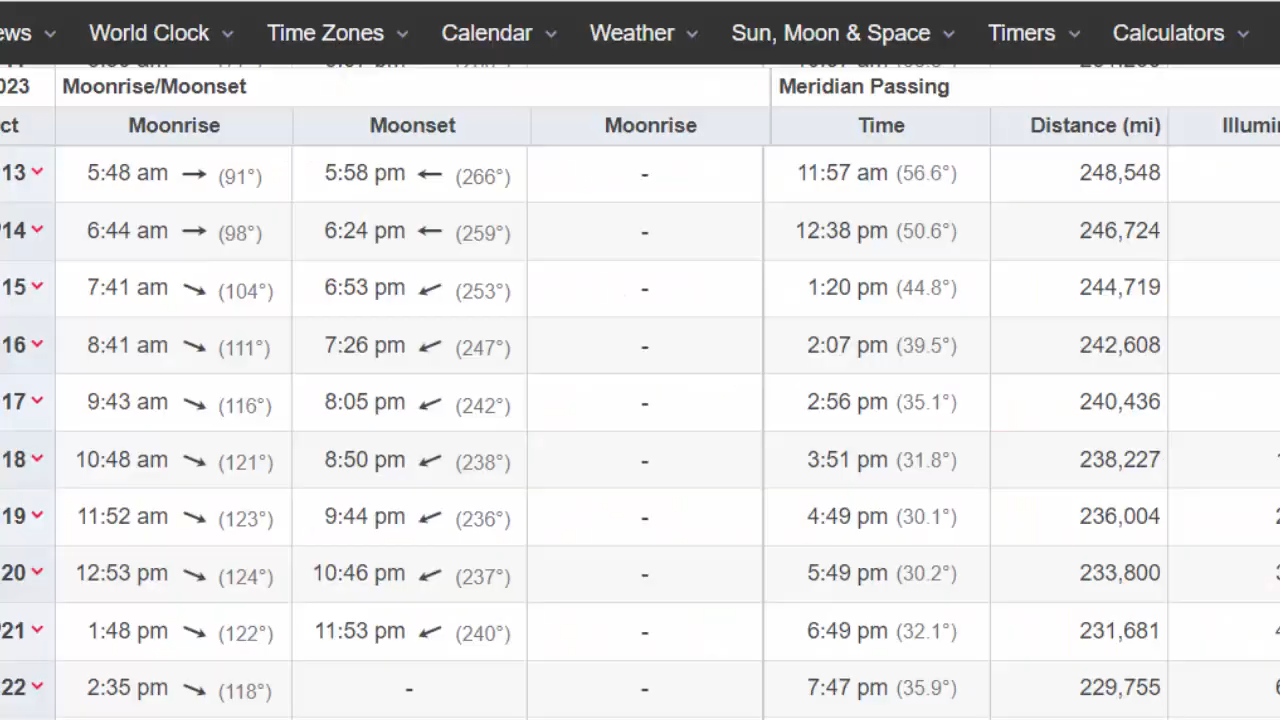 ews World Clock Time Zones Calendar Weather Sun, Moon & Space Timers Calculators
023 Moonrise/Moonset Meridian Passing
ct Moonrise Moonset Moonrise Time Distance (mi) Illumi
13 5:48 am → (91°) 5:58 pm ← (266°) - 11:57 am (56.6°) 248,548
14 6:44 am → (98°) 6:24 pm ← (259°) - 12:38 pm (50.6°) 246,724
15 7:41 am (104°) 6:53 pm (253°) - 1:20 pm (44.8°) 244,719
16 8:41 am (111°) 7:26 pm (247°) - 2:07 pm (39.5°) 242,608
17 9:43 am (116°) 8:05 pm (242°) - 2:56 pm (35.1°) 240,436
18 10:48 am (121°) 8:50 pm (238°) - 3:51 pm (31.8°) 238,227
19 11:52 am (123°) 9:44 pm (236°) - 4:49 pm (30.1°) 236,004
20 12:53 pm (124°) 10:46 pm (237°) - 5:49 pm (30.2°) 233,800
21 1:48 pm (122°) 11:53 pm (240°) - 6:49 pm (32.1°) 231,681
22 2:35 pm (118°) - - 7:47 pm (35.9°) 229,755